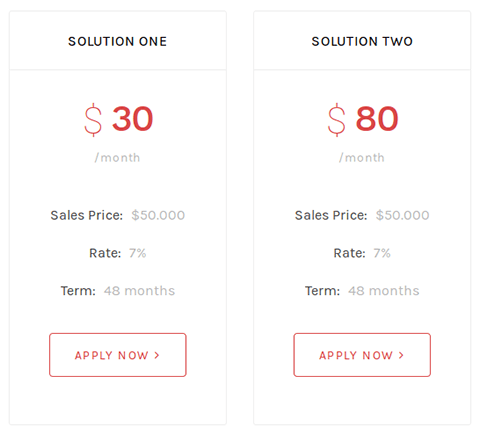 SOLUTION ONE
$ 30
/month
Sales Price: $50.000
Rate: 7%
Term: 48 months
APPLY NOW >
SOLUTION TWO
$ 80
/month
Sales Price: $50.000
Rate: 7%
Term: 48 months
APPLY NOW >